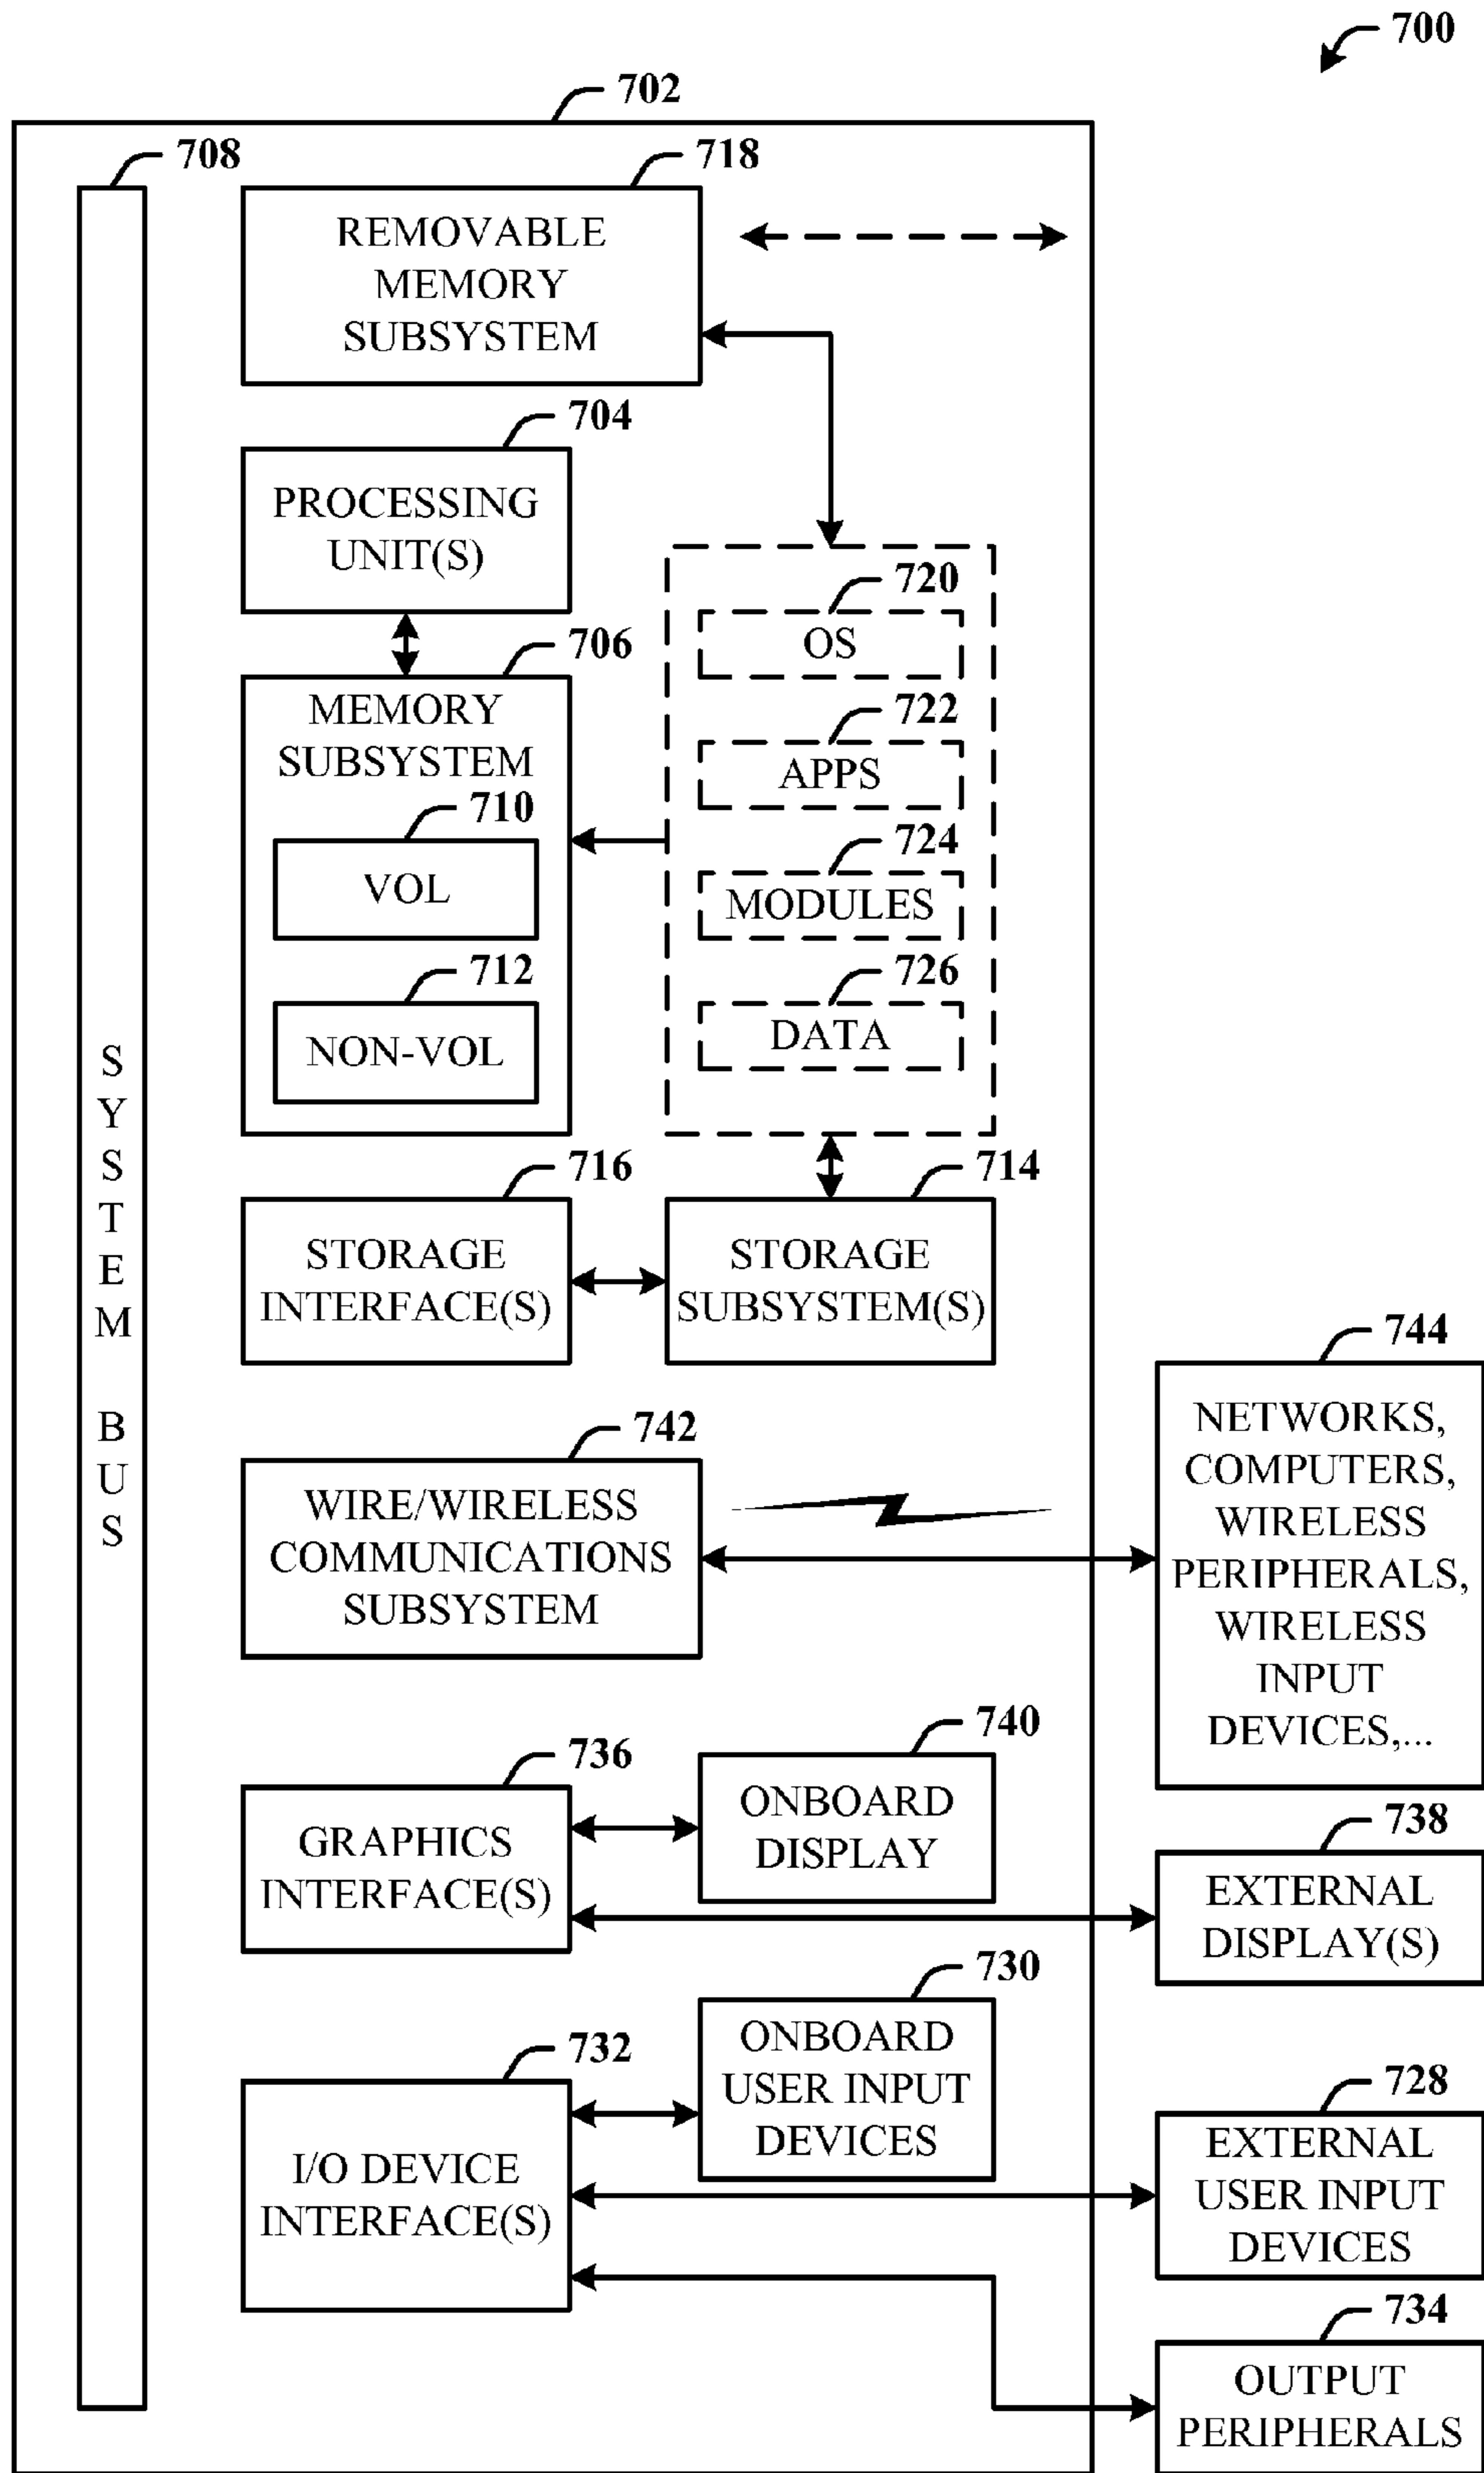 700
702
708
718
REMOVABLE
MEMORY
SUBSYSTEM
704
PROCESSING
UNIT(S)
706
MEMORY
SUBSYSTEM
710
VOL
712
NON-VOL
720
OS
722
APPS
724
MODULES
726
DATA
716
STORAGE
INTERFACE(S)
714
STORAGE
SUBSYSTEM(S)
SYSTEM BUS
742
WIRE/WIRELESS
COMMUNICATIONS
SUBSYSTEM
744
NETWORKS,
COMPUTERS,
WIRELESS
PERIPHERALS,
WIRELESS
INPUT
DEVICES,...
736
GRAPHICS
INTERFACE(S)
740
ONBOARD
DISPLAY
738
EXTERNAL
DISPLAY(S)
732
I/O DEVICE
INTERFACE(S)
730
ONBOARD
USER INPUT
DEVICES
728
EXTERNAL
USER INPUT
DEVICES
734
OUTPUT
PERIPHERALS